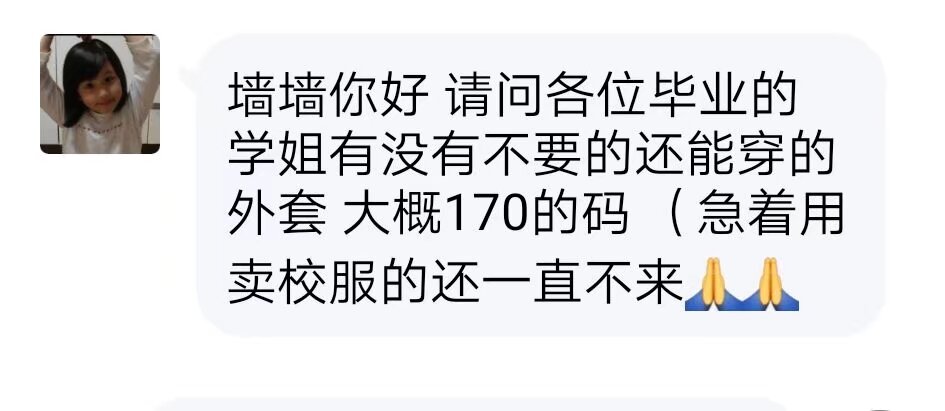 墙墙你好 请问各位毕业的
学姐有没有不要的还能穿的
外套 大概170的码 （急着用
卖校服的还一直不来🙏🙏